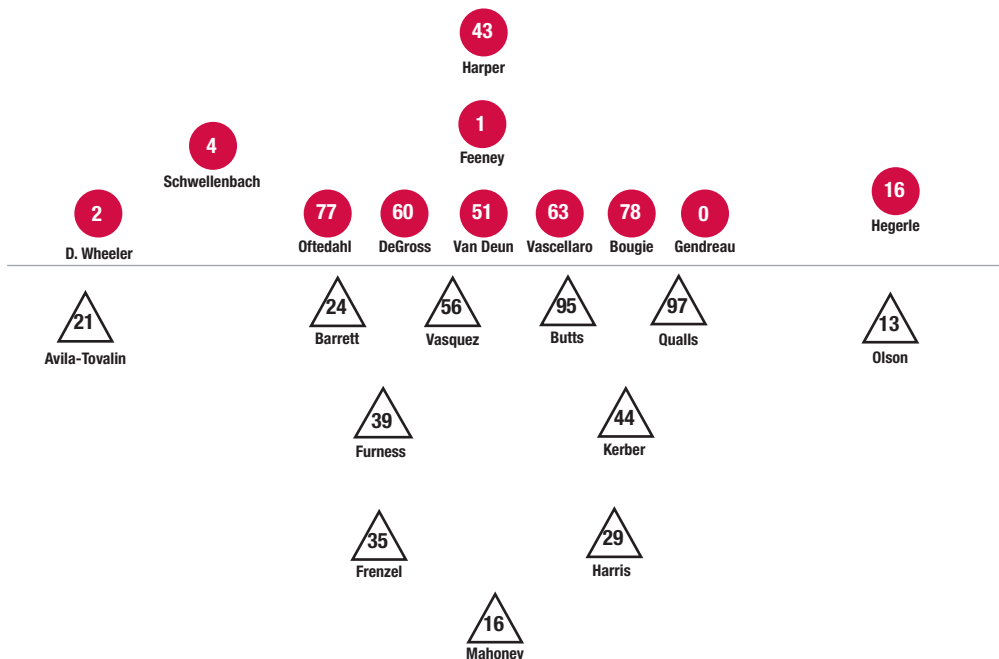 43
Harper
1
Feeney
4
Schwellenbach
2
D. Wheeler
77
Oftedahl
60
DeGross
51
Van Deun
63
Vascellaro
78
Bougie
0
Gendreau
16
Hegerle
21
Avila-Tovalin
24
Barrett
56
Vasquez
95
Butts
97
Qualls
13
Olson
39
Furness
44
Kerber
35
Frenzel
29
Harris
16
Mahoney